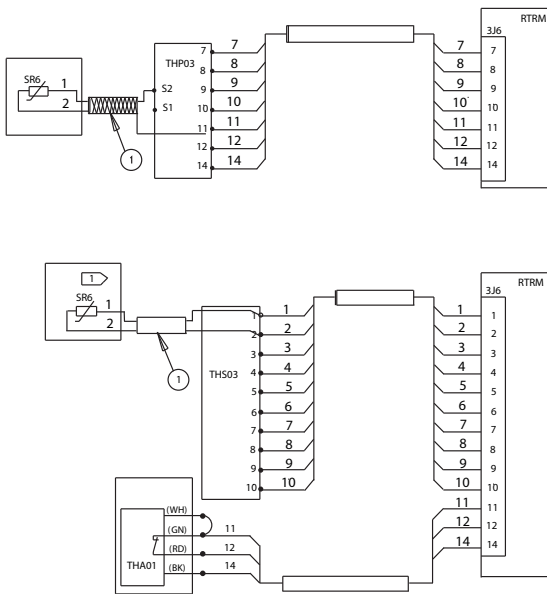 RTRM
3J6
THP03
SR6
1
2
S2
S1
7 7 7 7
8 8 8 8
9 9 9 9
10 10 10 10
11 11 11 11
12 12 12 12
14 14 14 14
1
RTRM
3J6
1
SR6
1
2
THS03
1 1 1 1
2 2 2 2
3 3 3 3
4 4 4 4
5 5 5 5
6 6 6 6
7 7 7 7
8 8 8 8
9 9 9 9
10 10 10 10
1
11 11
12 12
14 14
THA01
(WH)
(GN) 11
(RD) 12
(BK) 14